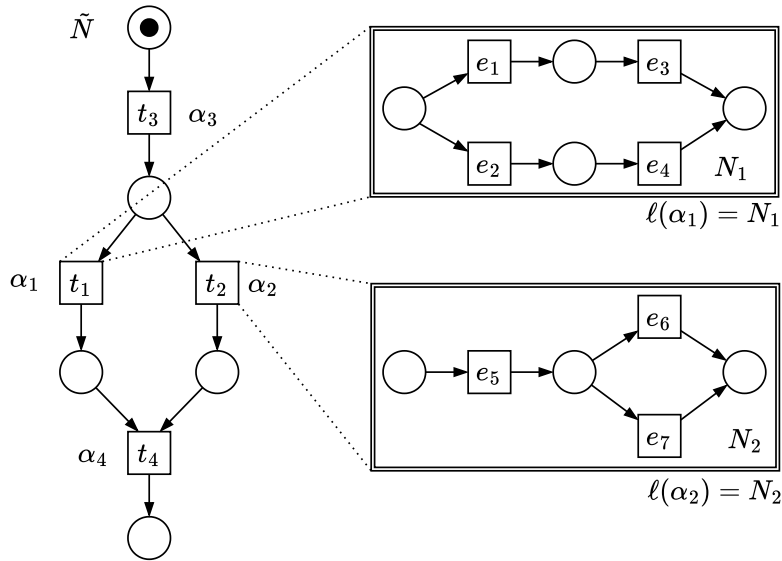 Ñ
t₃ α₃
α₁ t₁ t₂ α₂
α₄ t₄
e₁ e₃
e₂ e₄ N₁
ℓ(α₁) = N₁
e₆
e₅
e₇ N₂
ℓ(α₂) = N₂